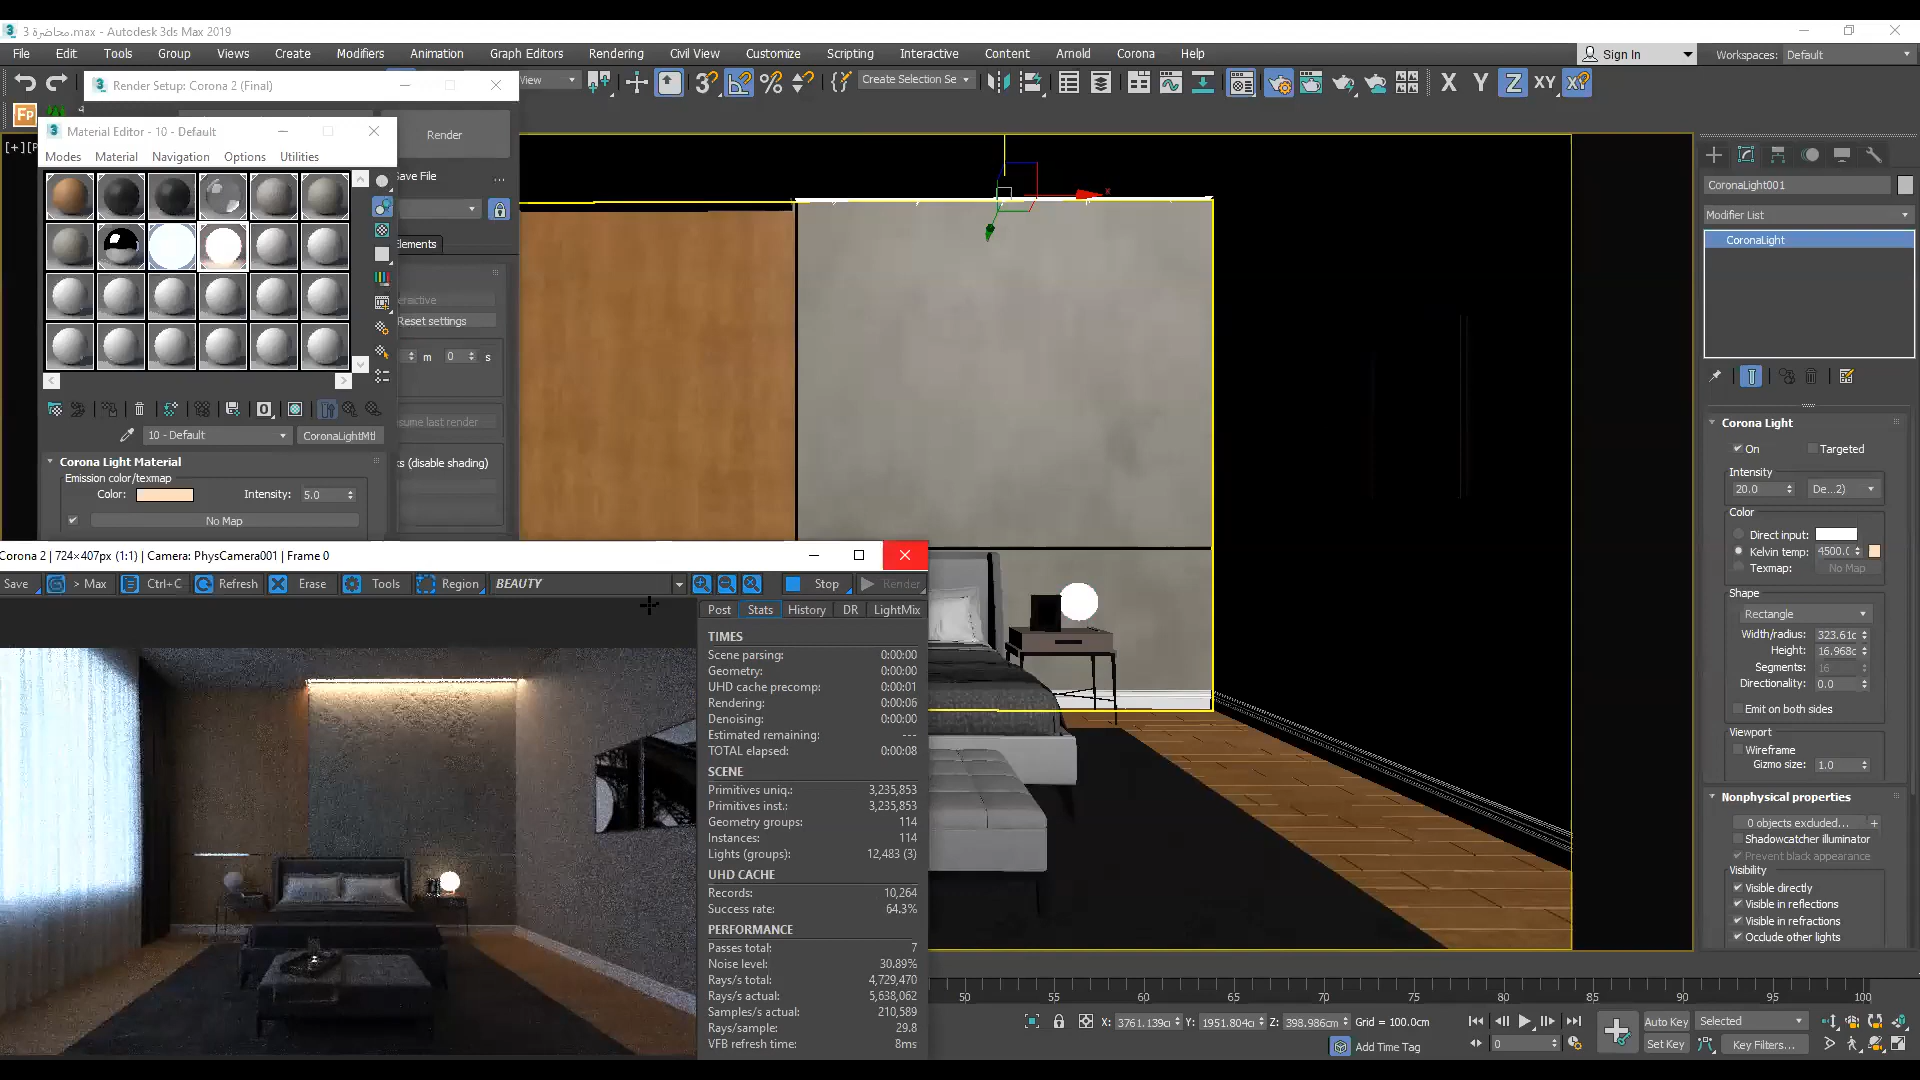 محاضرة 3.max - Autodesk 3ds Max 2019
File Edit Tools Group Views Create Modifiers Animation Graph Editors Rendering Civil View Customize Scripting Interactive Content Arnold Corona Help
Sign In
Workspaces: Default
View
Create Selection Se
X Y Z XY
Render Setup: Corona 2 (Final)
Fp
Render
Material Editor - 10 - Default
Modes Material Navigation Options Utilities
Save File
...
Elements
Reset settings
m 0 s
ume last render
ks (disable shading)
10 - Default
CoronaLightMtl
Corona Light Material
Emission color/texmap
Color:
Intensity: 5.0
No Map
Corona 2 | 724×407px (1:1) | Camera: PhysCamera001 | Frame 0
Save > Max Ctrl+C Refresh Erase Tools Region BEAUTY Stop Render
Post Stats History DR LightMix
TIMES
Scene parsing: 0:00:00
Geometry: 0:00:00
UHD cache precomp: 0:00:01
Rendering: 0:00:06
Denoising: 0:00:00
Estimated remaining: ---
TOTAL elapsed: 0:00:08
SCENE
Primitives uniq.: 3,235,853
Primitives inst.: 3,235,853
Geometry groups: 114
Instances: 114
Lights (groups): 12,483 (3)
UHD CACHE
Records: 10,264
Success rate: 64.3%
PERFORMANCE
Passes total: 7
Noise level: 30.89%
Rays/s total: 4,729,470
Rays/s actual: 5,638,062
Samples/s actual: 210,589
Rays/sample: 29.8
VFB refresh time: 8ms
CoronaLight001
Modifier List
CoronaLight
Corona Light
On Targeted
Intensity
20.0 De...2)
Color
Direct input:
Kelvin temp: 4500.(
Texmap: No Map
Shape
Rectangle
Width/radius: 323.61c
Height: 16.968c
Segments: 16
Directionality: 0.0
Emit on both sides
Viewport
Wireframe
Gizmo size: 1.0
Nonphysical properties
0 objects excluded... +
Shadowcatcher illuminator
Prevent black appearance
Visibility
Visible directly
Visible in reflections
Visible in refractions
Occlude other lights
50 55 60 65 70 75 80 85 90 95 100
X: 3761.139c Y: 1951.804c Z: 398.986cm Grid = 100.0cm
Auto Key Selected
Add Time Tag
0
Set Key Key Filters...